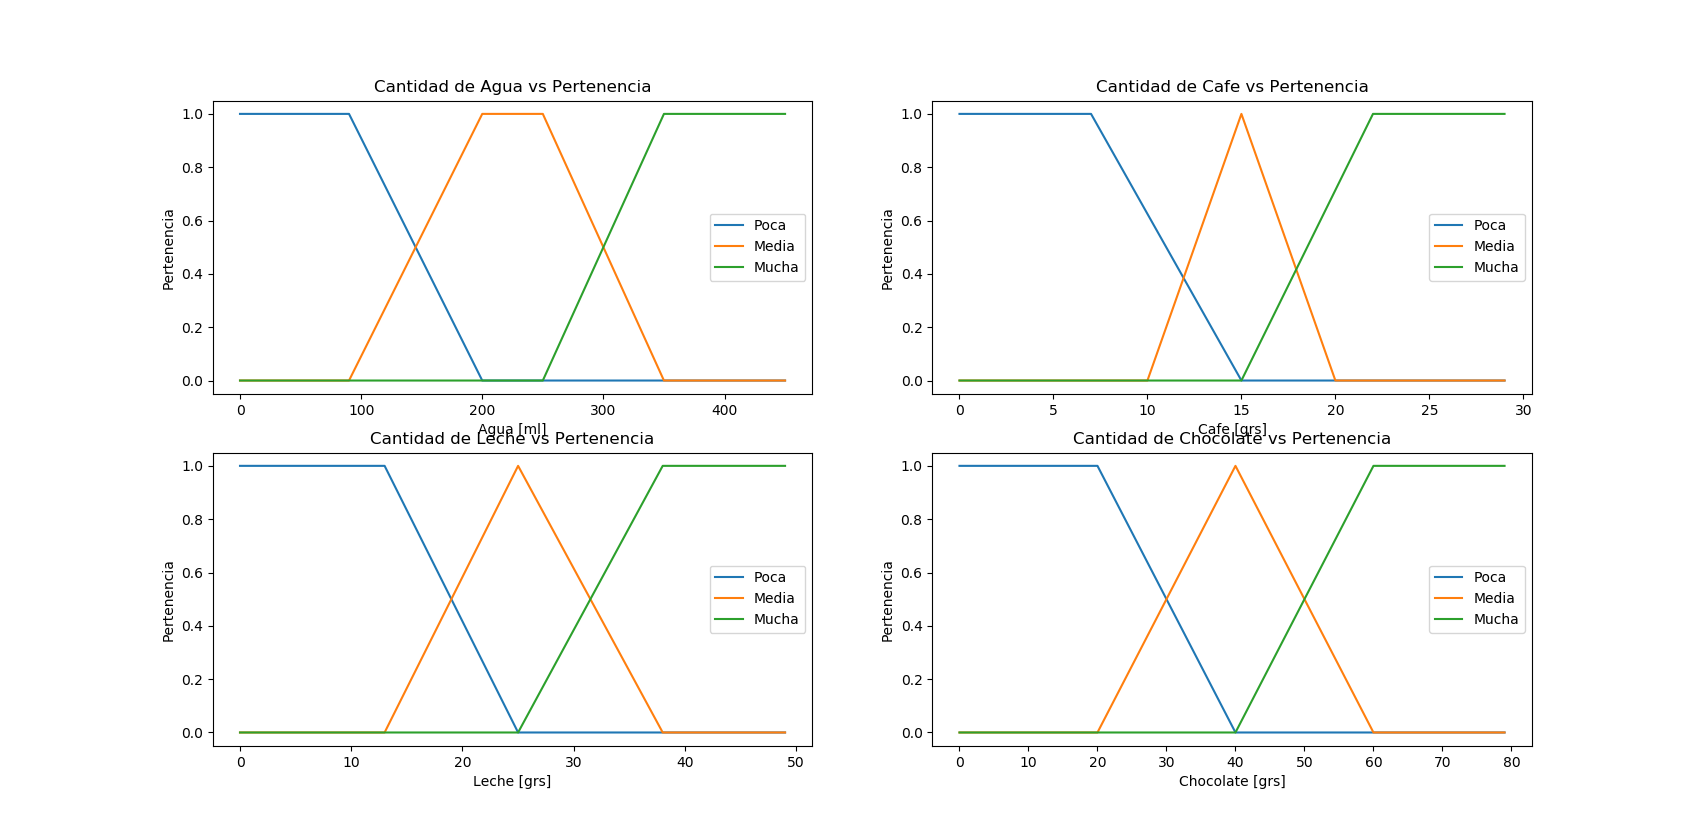 Cantidad de Agua vs Pertenencia
Pertenencia
1.0
0.8
0.6
0.4
0.2
0.0
Poca
Media
Mucha
0 100 200 300 400
Agua [ml]
Cantidad de Cafe vs Pertenencia
Pertenencia
1.0
0.8
0.6
0.4
0.2
0.0
Poca
Media
Mucha
0 5 10 15 20 25 30
Cafe [grs]
Cantidad de Leche vs Pertenencia
Pertenencia
1.0
0.8
0.6
0.4
0.2
0.0
Poca
Media
Mucha
0 10 20 30 40 50
Leche [grs]
Cantidad de Chocolate vs Pertenencia
Pertenencia
1.0
0.8
0.6
0.4
0.2
0.0
Poca
Media
Mucha
0 10 20 30 40 50 60 70 80
Chocolate [grs]